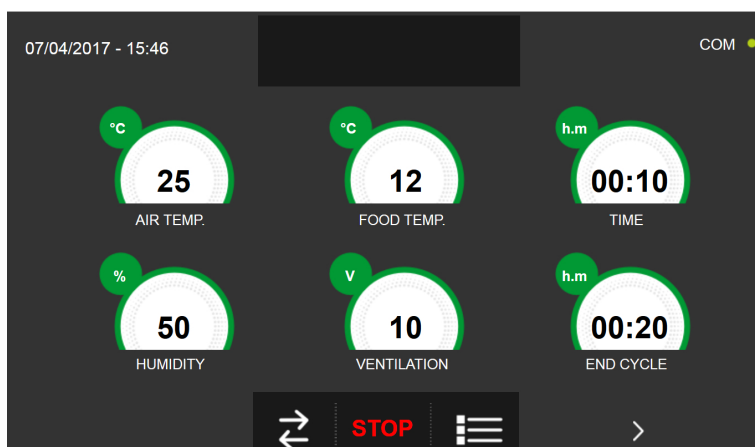 07/04/2017 - 15:46
COM
°C
25
AIR TEMP.
°C
12
FOOD TEMP.
h.m
00:10
TIME
%
50
HUMIDITY
V
10
VENTILATION
h.m
00:20
END CYCLE
STOP